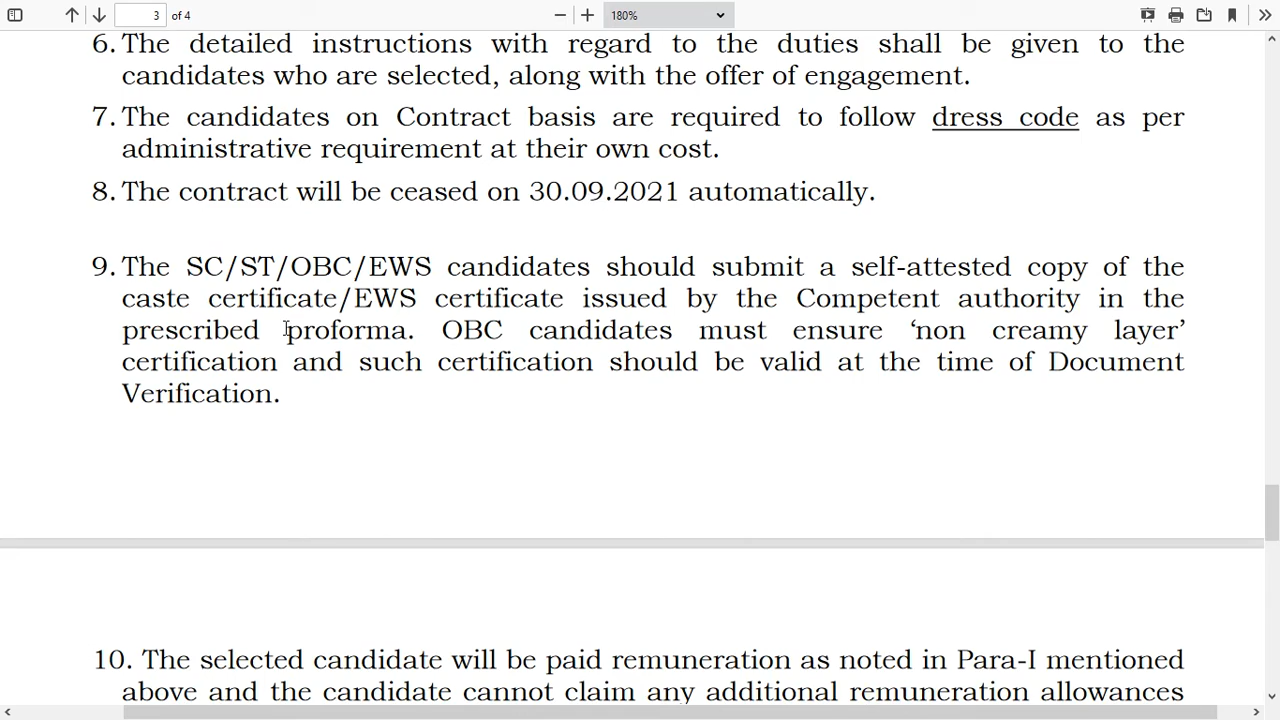 3 of 4 180%
6. The detailed instructions with regard to the duties shall be given to the
candidates who are selected, along with the offer of engagement.
7. The candidates on Contract basis are required to follow dress code as per
administrative requirement at their own cost.
8. The contract will be ceased on 30.09.2021 automatically.
9. The SC/ST/OBC/EWS candidates should submit a self-attested copy of the
caste certificate/EWS certificate issued by the Competent authority in the
prescribed proforma. OBC candidates must ensure ‘non creamy layer’
certification and such certification should be valid at the time of Document
Verification.
10. The selected candidate will be paid remuneration as noted in Para-I mentioned
above and the candidate cannot claim any additional remuneration allowances